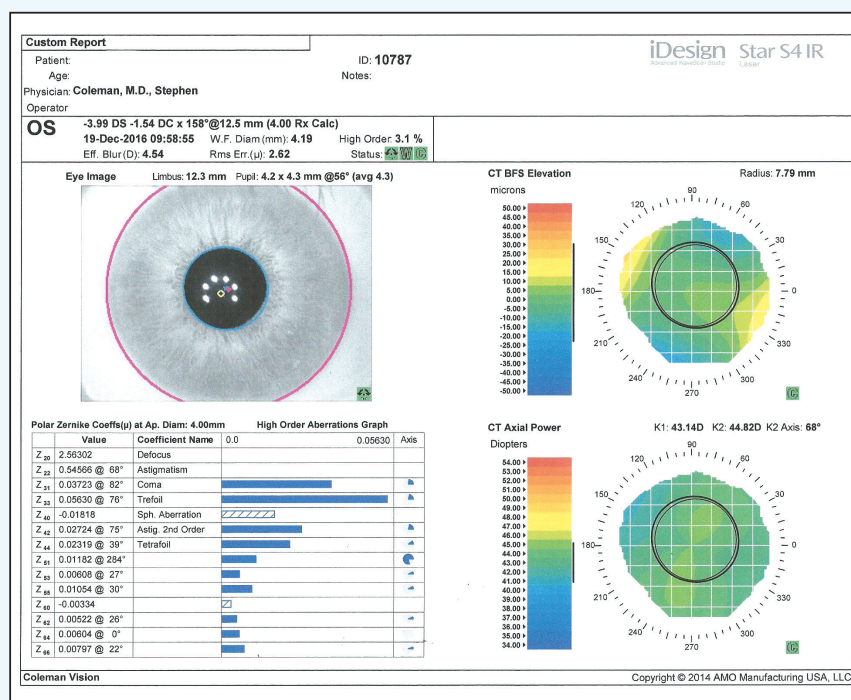 Custom Report
Patient:
ID: 10787
Age:
Notes:
Physician: Coleman, M.D., Stephen
Operator
iDesign
Advanced WaveScan Studio
Star S4 IR
Laser
OS
-3.99 DS -1.54 DC x 158°@12.5 mm (4.00 Rx Calc)
19-Dec-2016 09:58:55 W.F. Diam (mm): 4.19 High Order: 3.1 %
Eff. Blur (D): 4.54 Rms Err.(µ): 2.62 Status: W C
Eye Image Limbus: 12.3 mm Pupil: 4.2 x 4.3 mm @56° (avg 4.3)
CT BFS Elevation Radius: 7.79 mm
microns
50.00
45.00
40.00
35.00
30.00
25.00
20.00
15.00
10.00
5.00
0.00
-5.00
-10.00
-15.00
-20.00
-25.00
-30.00
-35.00
-40.00
-45.00
-50.00
90
120 60
150 30
180 0
210 330
240 300
270
C
Polar Zernike Coeffs(µ) at Ap. Diam: 4.00mm High Order Aberrations Graph
Value Coefficient Name 0.0 0.05630 Axis
Z 20 2.56302 Defocus
Z 22 0.54566 @ 68° Astigmatism
Z 31 0.03723 @ 82° Coma
Z 33 0.05630 @ 76° Trefoil
Z 40 -0.01818 Sph. Aberration
Z 42 0.02724 @ 75° Astig. 2nd Order
Z 44 0.02319 @ 39° Tetrafoil
Z 51 0.01182 @ 284°
Z 53 0.00608 @ 27°
Z 55 0.01054 @ 30°
Z 60 -0.00334
Z 62 0.00522 @ 26°
Z 64 0.00604 @ 0°
Z 66 0.00797 @ 22°
CT Axial Power K1: 43.14D K2: 44.82D K2 Axis: 68°
Diopters
54.00
53.00
52.00
51.00
50.00
49.00
48.00
47.00
46.00
45.00
44.00
43.00
42.00
41.00
40.00
39.00
38.00
37.00
36.00
35.00
34.00
90
120 60
150 30
180 0
210 330
240 300
270
C
Coleman Vision
Copyright © 2014 AMO Manufacturing USA, LLC